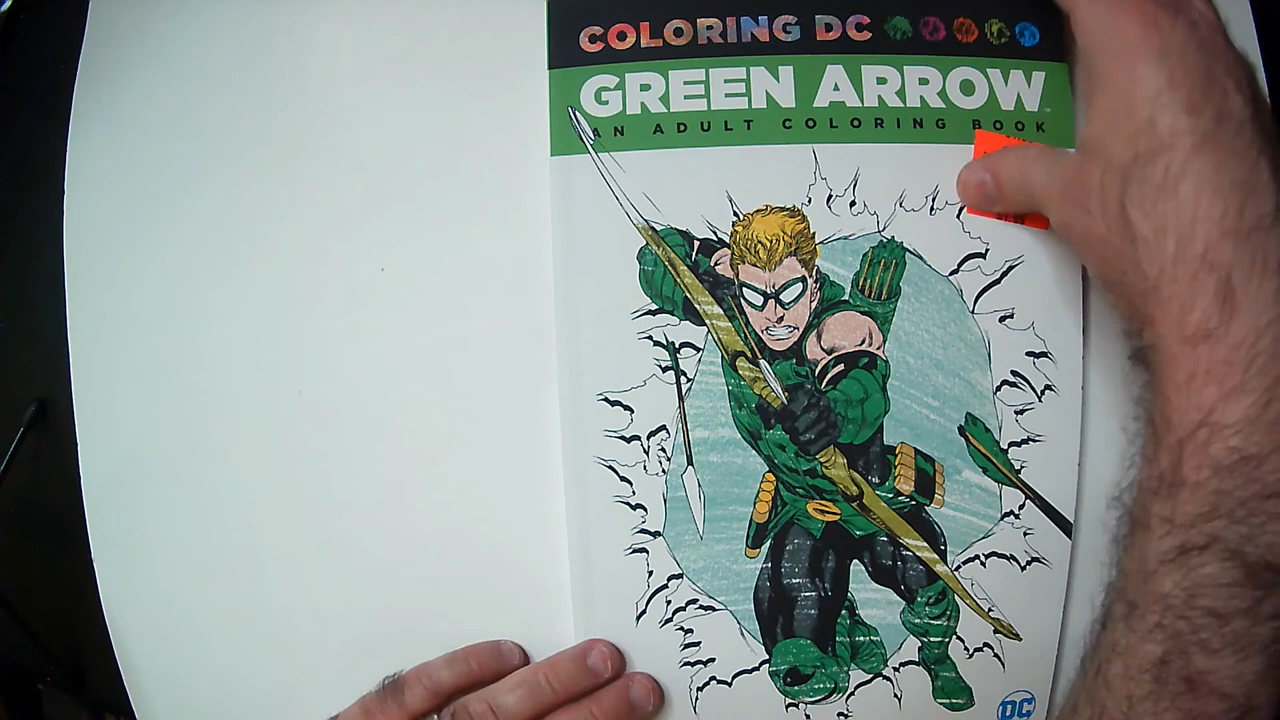 COLORING DC
GREEN ARROW
AN ADULT COLORING BOOK
DC